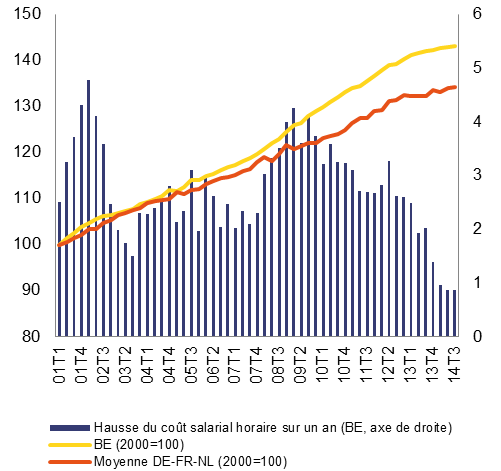 150
140
130
120
110
100
90
80
6
5
4
3
2
1
0
01T1
01T4
02T3
03T2
04T1
04T4
05T3
06T2
07T1
07T4
08T3
09T2
10T1
10T4
11T3
12T2
13T1
13T4
14T3
Hausse du coût salarial horaire sur un an (BE, axe de droite)
BE (2000=100)
Moyenne DE-FR-NL (2000=100)